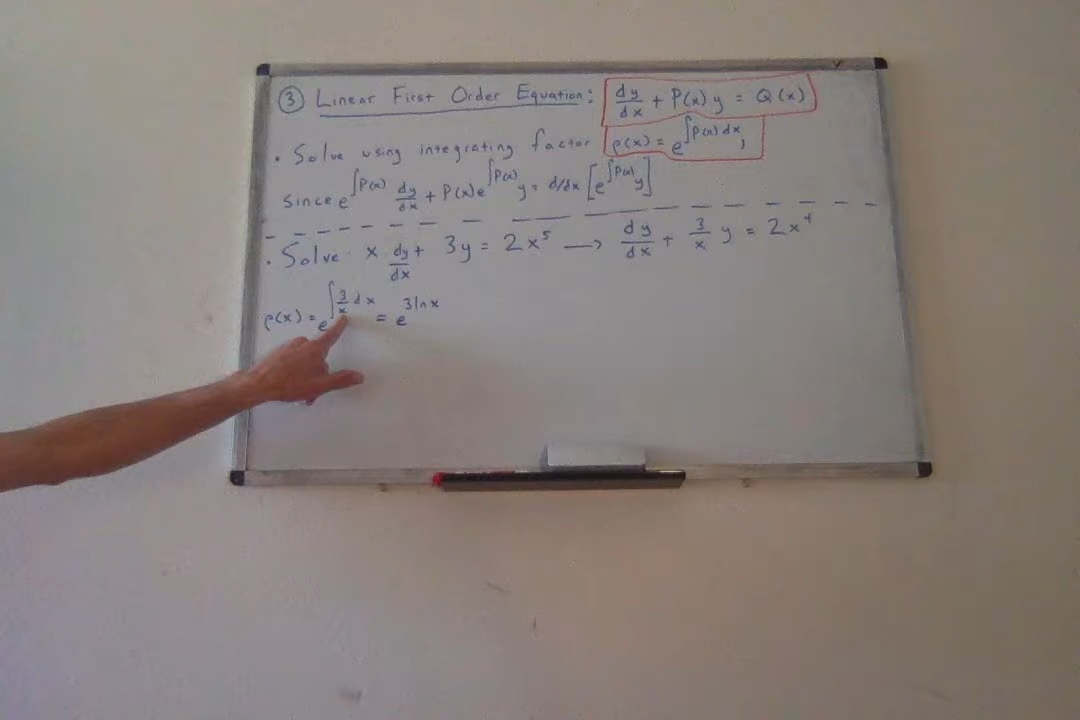 ③ Linear First Order Equation: dy/dx + P(x) y = Q(x)
• Solve using integrating factor ρ(x) = e^{∫P(x) dx},
since e^{∫P(x)} dy/dx + P(x)e^{∫P(x)} y = d/dx [e^{∫P(x)} y]
• Solve x dy/dx + 3y = 2x⁵ → dy/dx + 3/x y = 2x⁴
ρ(x) = e^{∫3/x dx} = e^{3lnx}